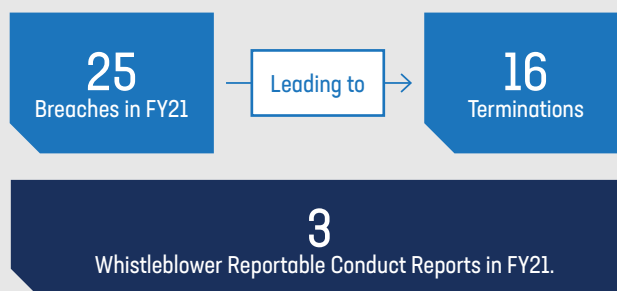 25
Breaches in FY21
Leading to
16
Terminations
3
Whistleblower Reportable Conduct Reports in FY21.